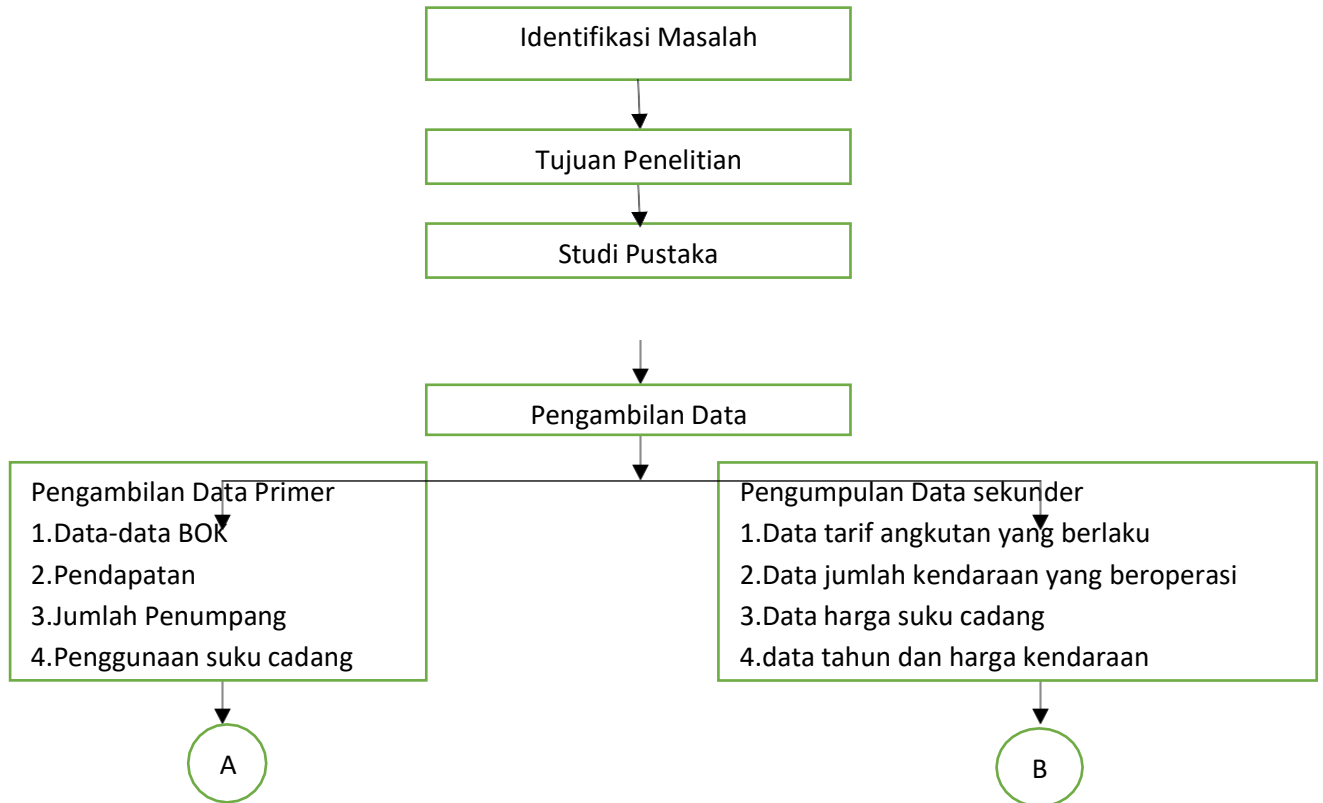 Identifikasi Masalah
Tujuan Penelitian
Studi Pustaka
Pengambilan Data
Pengambilan Data Primer
1.Data-data BOK
2.Pendapatan
3.Jumlah Penumpang
4.Penggunaan suku cadang
Pengumpulan Data sekunder
1.Data tarif angkutan yang berlaku
2.Data jumlah kendaraan yang beroperasi
3.Data harga suku cadang
4.data tahun dan harga kendaraan
A
B